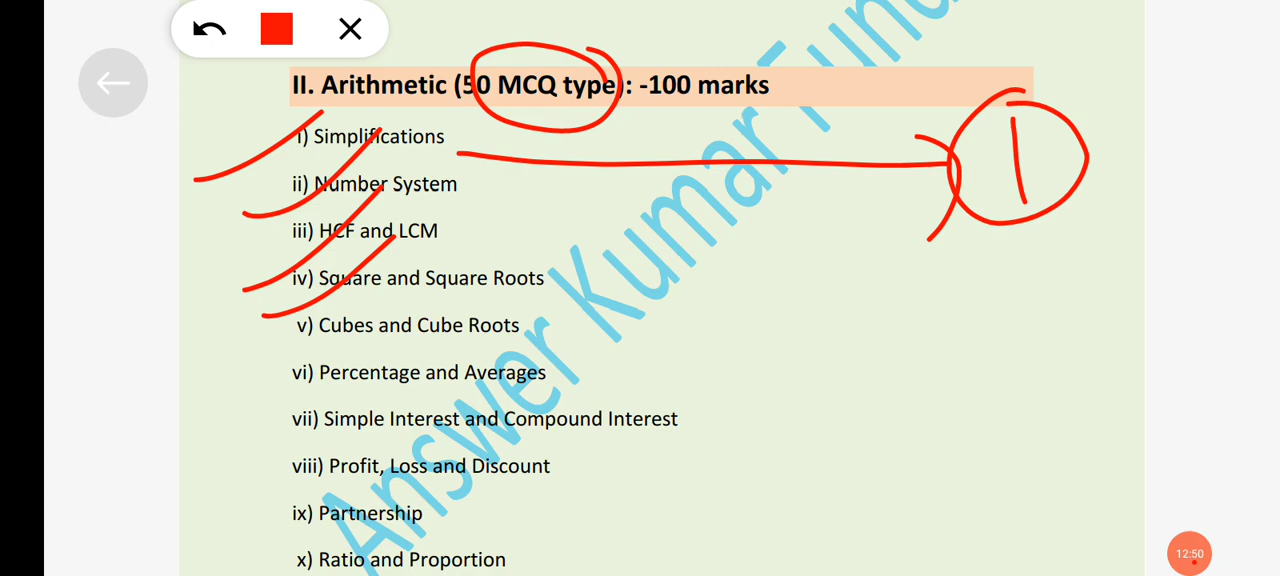 II. Arithmetic (50 MCQ type): -100 marks
1
i) Simplifications
ii) Number System
iii) HCF and LCM
iv) Square and Square Roots
v) Cubes and Cube Roots
vi) Percentage and Averages
vii) Simple Interest and Compound Interest
viii) Profit, Loss and Discount
ix) Partnership
x) Ratio and Proportion
Answer Kumar Fun
12:50